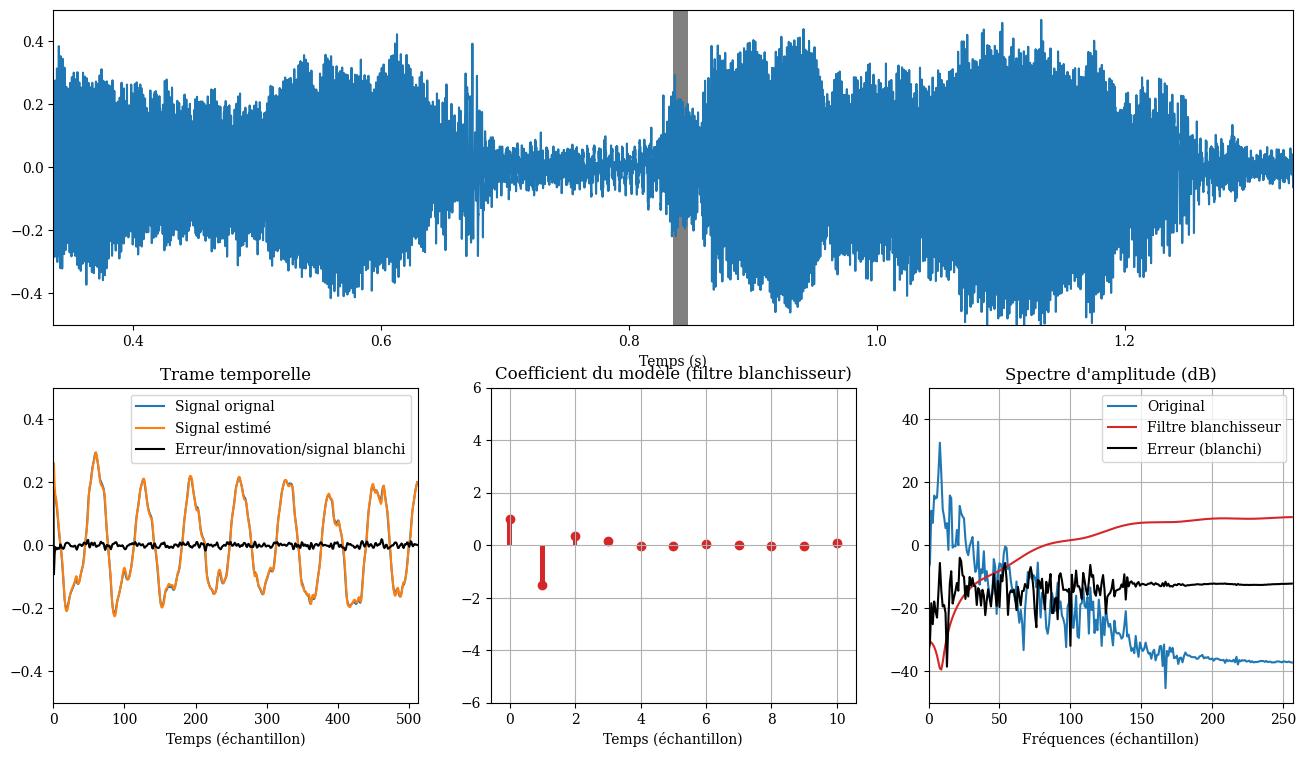 0.4
0.2
0.0
−0.2
−0.4
0.4 0.6 0.8 1.0 1.2
Temps (s)
Trame temporelle
0.4
0.2
0.0
−0.2
−0.4
Signal orignal
Signal estimé
Erreur/innovation/signal blanchi
0 100 200 300 400 500
Temps (échantillon)
Coefficient du modèle (filtre blanchisseur)
6
4
2
0
−2
−4
−6
0 2 4 6 8 10
Temps (échantillon)
Spectre d'amplitude (dB)
40
20
0
−20
−40
Original
Filtre blanchisseur
Erreur (blanchi)
0 50 100 150 200 250
Fréquences (échantillon)